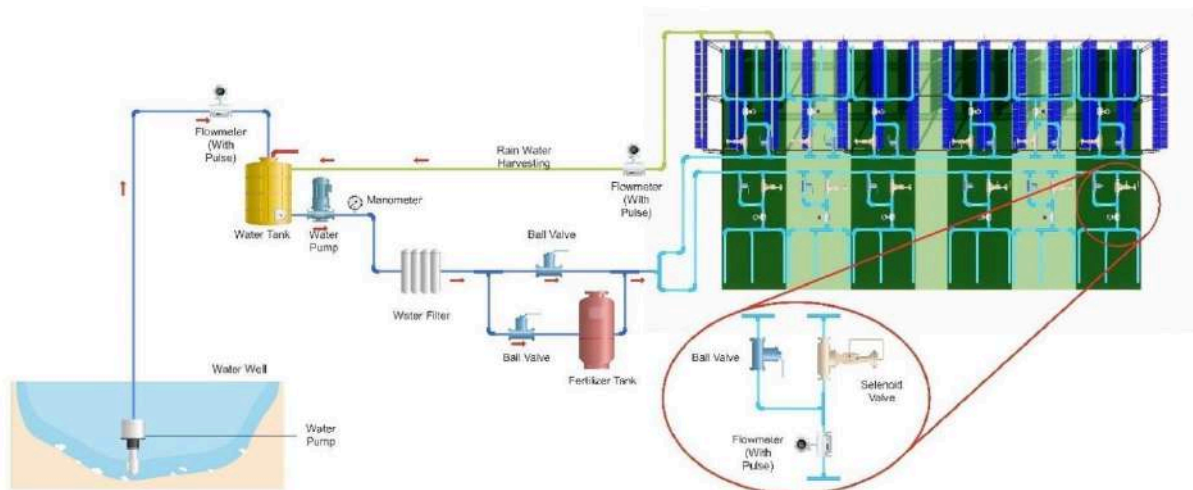 Flowmeter
(With
Pulse)
Rain Water
Harvesting
Flowmeter
(With
Pulse)
Manometer
Water Tank
Water
Pump
Ball Valve
Water Filter
Ball Valve
Fertilizer Tank
Water Well
Water
Pump
Ball Valve
Selenoid
Valve
Flowmeter
(With
Pulse)